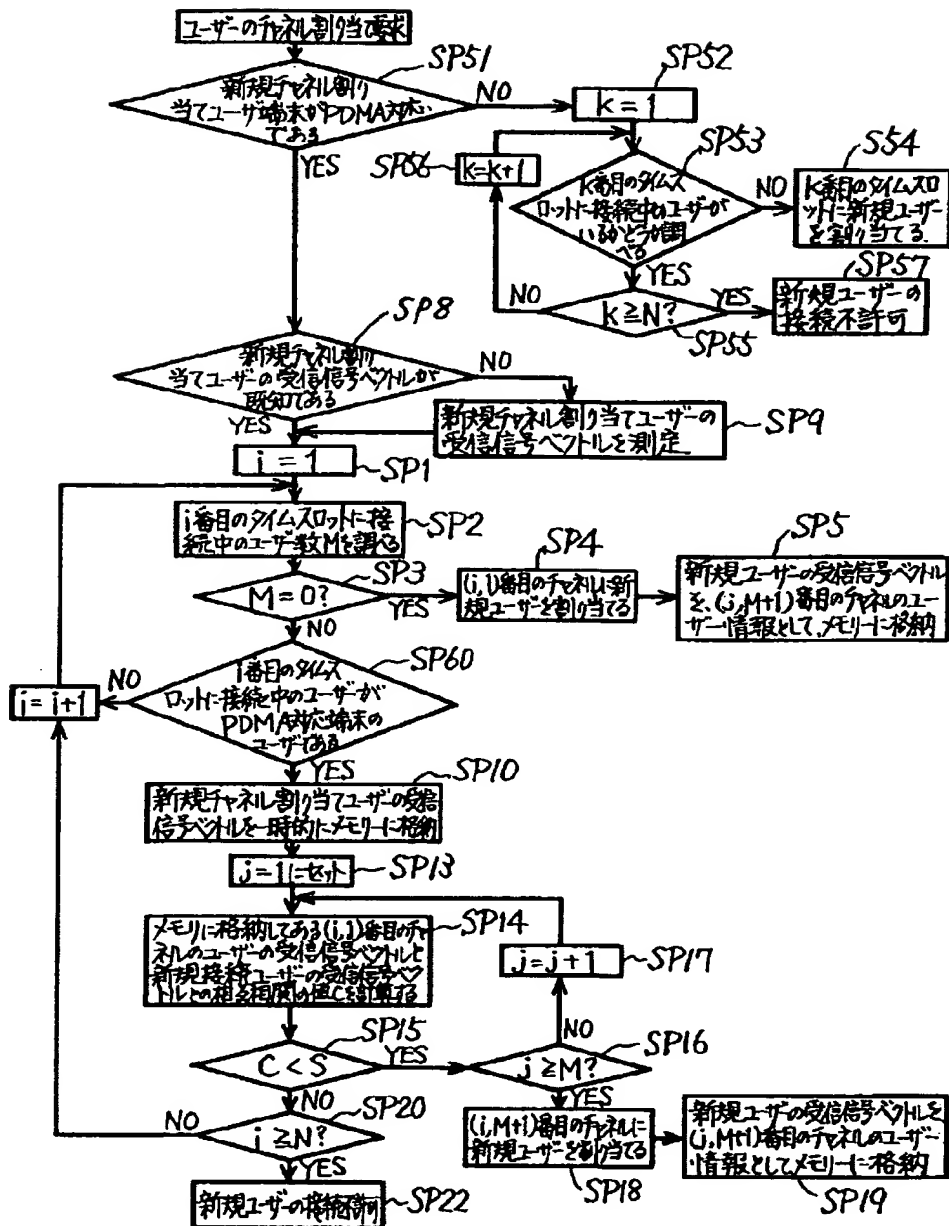 ユーザーのチャネル割り当て要求
SP51
新規チャネル割り
当てユーザ端末がPDMA対応
である
NO
YES
SP52
k=1
SP56
k=k+1
SP53
k番目のタイムス
ロットに接続中のユーザーが
いるかどうか調
べる
NO
YES
S54
k番目のタイムスロ
ットに新規ユーザー
を割り当てる
NO
k≧N?
YES
SP55
SP57
新規ユーザーの
接続不許可
SP8
新規チャネル割り
当てユーザーの受信信号ベクトルが
既知である
NO
YES
新規チャネル割り当てユーザーの
受信信号ベクトルを測定
SP9
i=1
SP1
i番目のタイムスロットに接
続中のユーザ数Mを調べる
SP2
M=0?
SP3
YES
NO
SP4
(i,1)番目のチャネルに新
規ユーザーを割り当てる
SP5
新規ユーザーの受信信号ベクトル
を、(i,M+1)番目のチャネルのユ
ーザー情報として、メモリーに格納
i=i+1
NO
SP60
i番目のタイムス
ロットに接続中のユーザーが
PDMA対応端末の
ユーザである
YES
SP10
新規チャネル割り当てユーザーの受信
信号ベクトルを一時的にメモリーに格納
j=1にセット
SP13
SP14
メモリに格納してある(i,j)番目のチャ
ネルのユーザーの受信信号ベクトルと
新規接続ユーザーの受信信号ベク
トルとの相互相関の値Cを計算する
j=j+1
SP17
C<S
SP15
YES
NO
NO
j≧M?
SP16
YES
NO
i≧N?
SP20
YES
(i,M+1)番目のチャネルに
新規ユーザーを割り当てる
SP18
新規ユーザーの受信信号ベクトルを
(i,M+1)番目のチャネルのユーザー
情報としてメモリーに格納
SP19
新規ユーザーの接続不許可
SP22